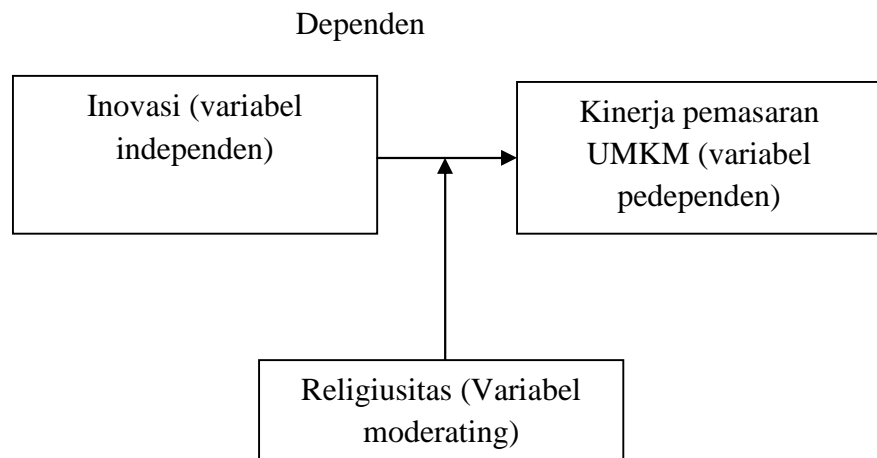 Dependen
Inovasi (variabel
independen)
Kinerja pemasaran
UMKM (variabel
pedependen)
Religiusitas (Variabel
moderating)